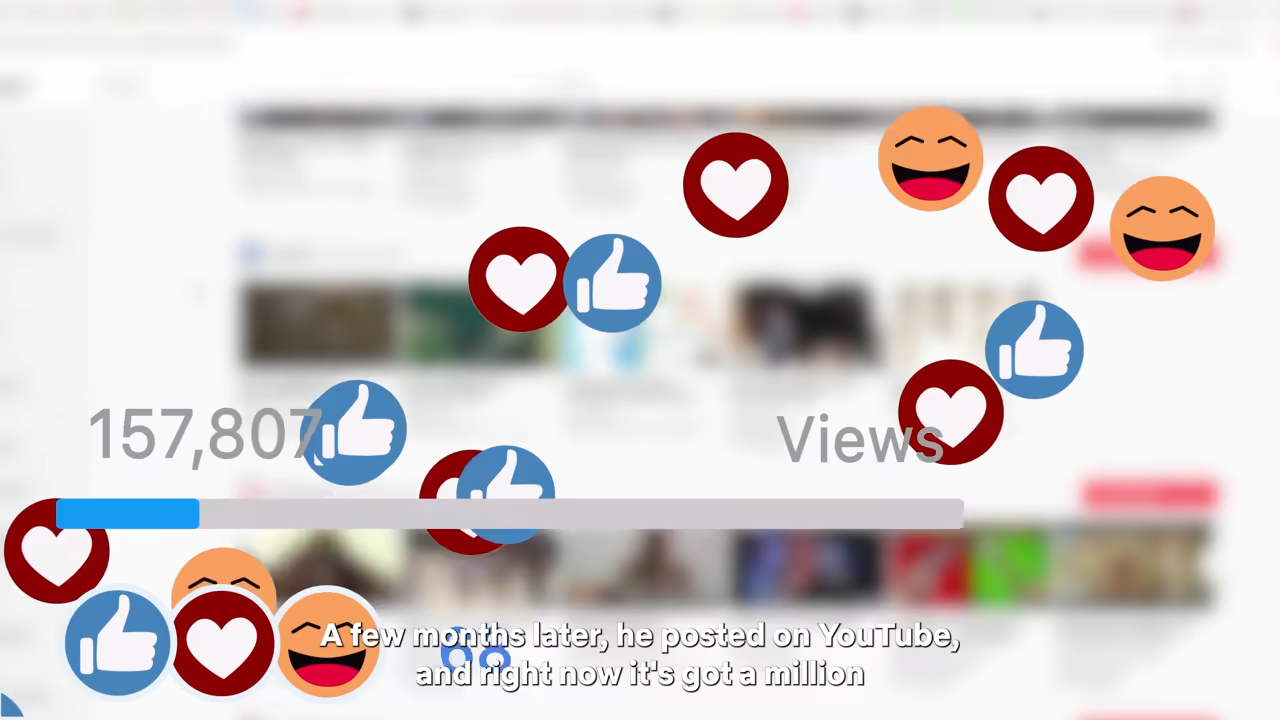 157,807 Views
A few months later, he posted on YouTube,
and right now it's got a million